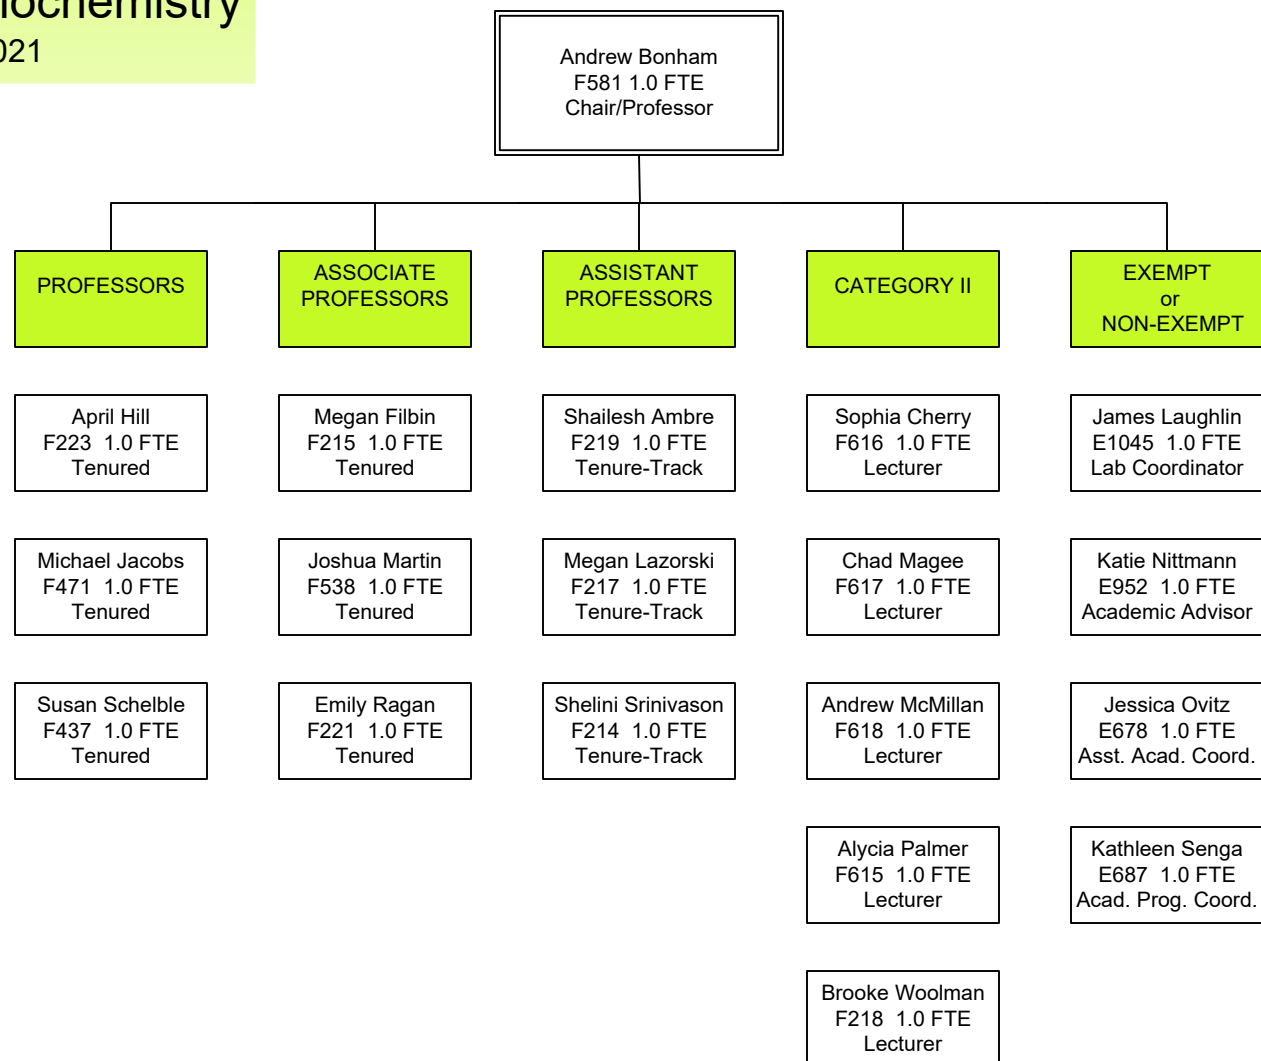 021
Andrew Bonham
F581 1.0 FTE
Chair/Professor
PROFESSORS
ASSOCIATE
PROFESSORS
ASSISTANT
PROFESSORS
CATEGORY II
EXEMPT
or
NON-EXEMPT
April Hill
F223 1.0 FTE
Tenured
Megan Filbin
F215 1.0 FTE
Tenured
Shailesh Ambre
F219 1.0 FTE
Tenure-Track
Sophia Cherry
F616 1.0 FTE
Lecturer
James Laughlin
E1045 1.0 FTE
Lab Coordinator
Michael Jacobs
F471 1.0 FTE
Tenured
Joshua Martin
F538 1.0 FTE
Tenured
Megan Lazorski
F217 1.0 FTE
Tenure-Track
Chad Magee
F617 1.0 FTE
Lecturer
Katie Nittmann
E952 1.0 FTE
Academic Advisor
Susan Schelble
F437 1.0 FTE
Tenured
Emily Ragan
F221 1.0 FTE
Tenured
Shelini Srinivason
F214 1.0 FTE
Tenure-Track
Andrew McMillan
F618 1.0 FTE
Lecturer
Jessica Ovitz
E678 1.0 FTE
Asst. Acad. Coord.
Alycia Palmer
F615 1.0 FTE
Lecturer
Kathleen Senga
E687 1.0 FTE
Acad. Prog. Coord.
Brooke Woolman
F218 1.0 FTE
Lecturer